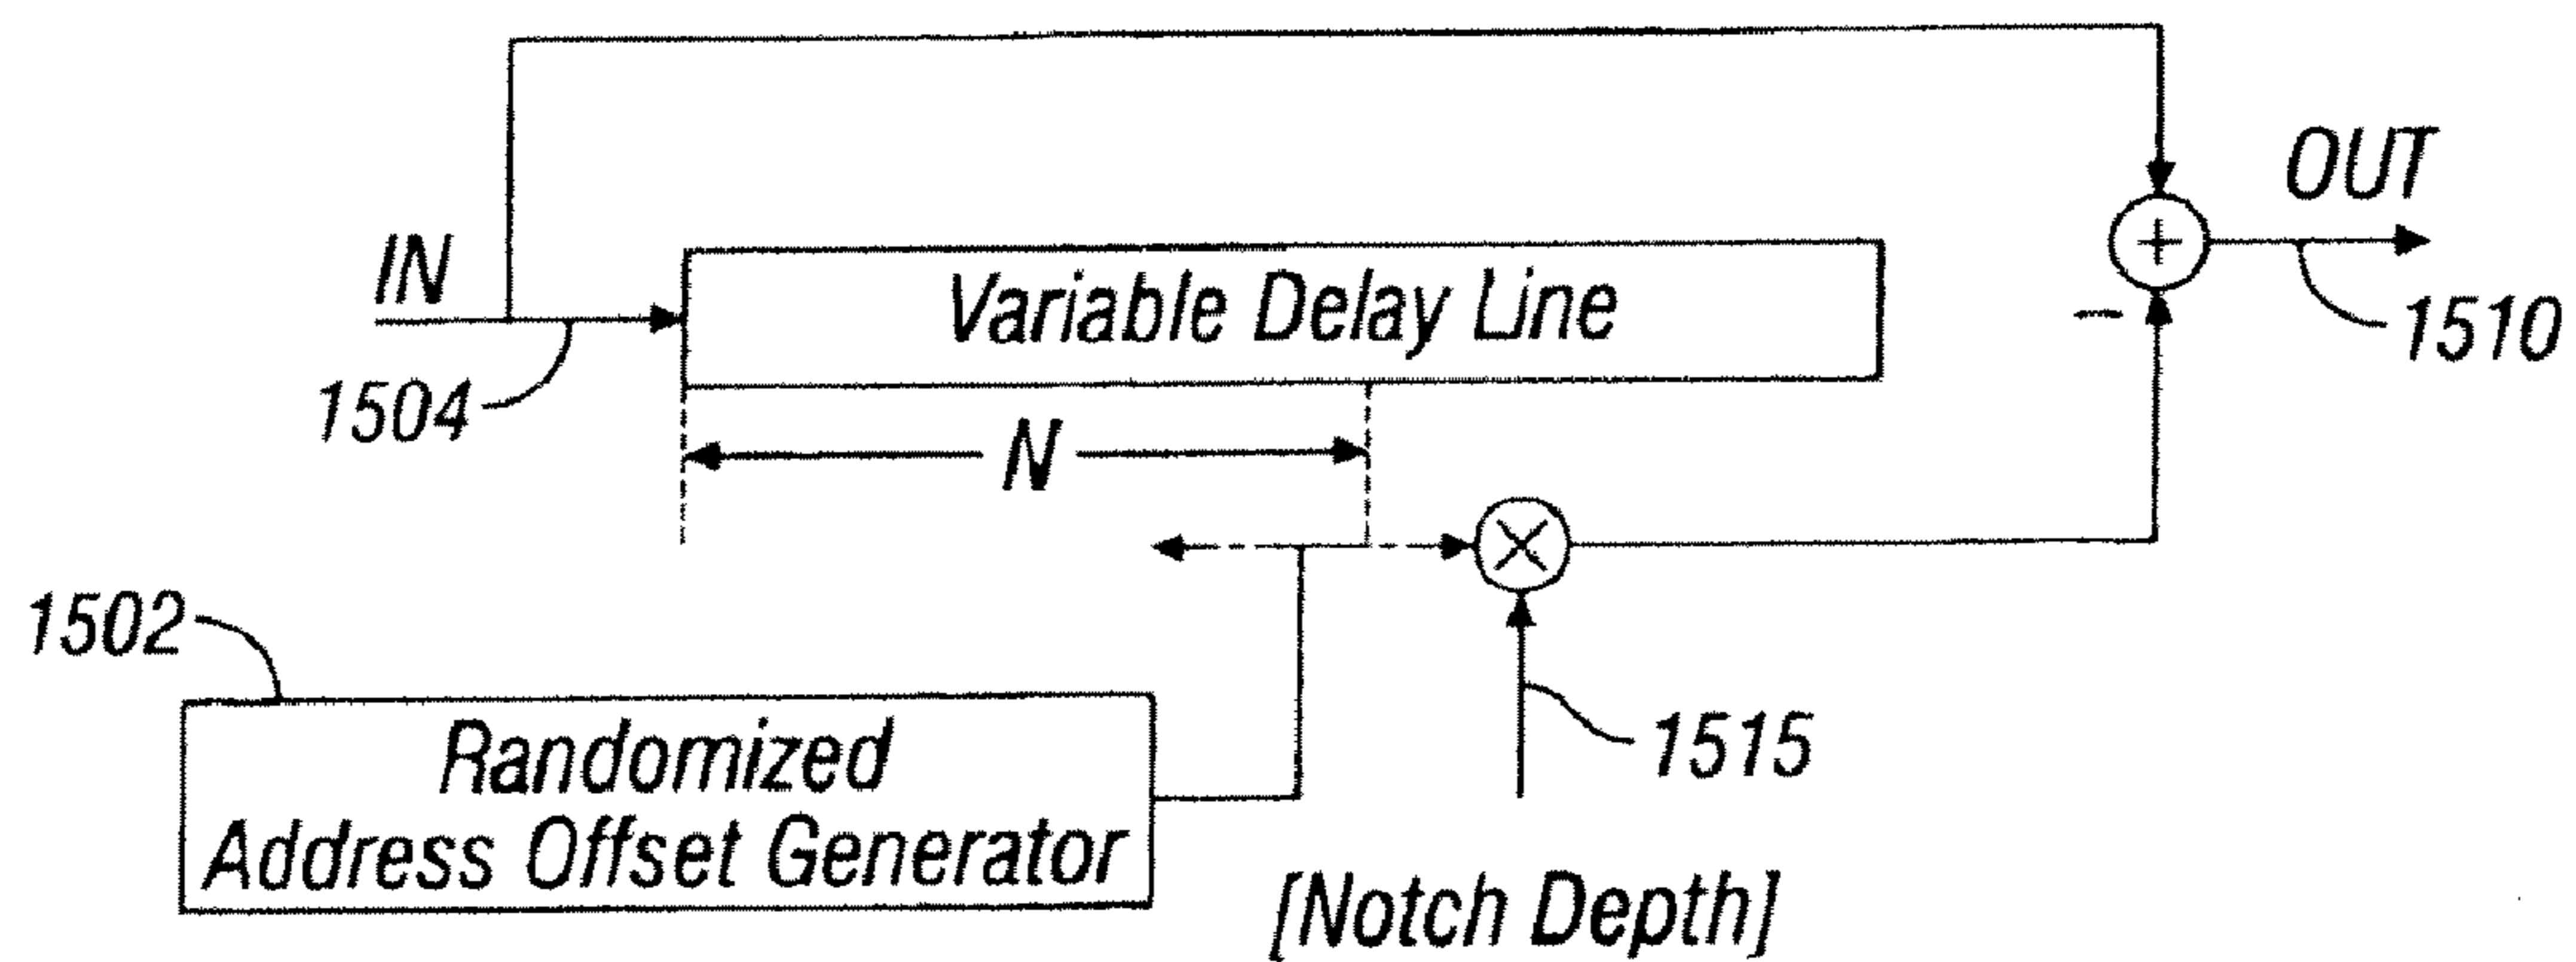 OUT
IN
Variable Delay Line
+
-
1510
1504
N
×
1502
1515
Randomized
Address Offset Generator
[Notch Depth]